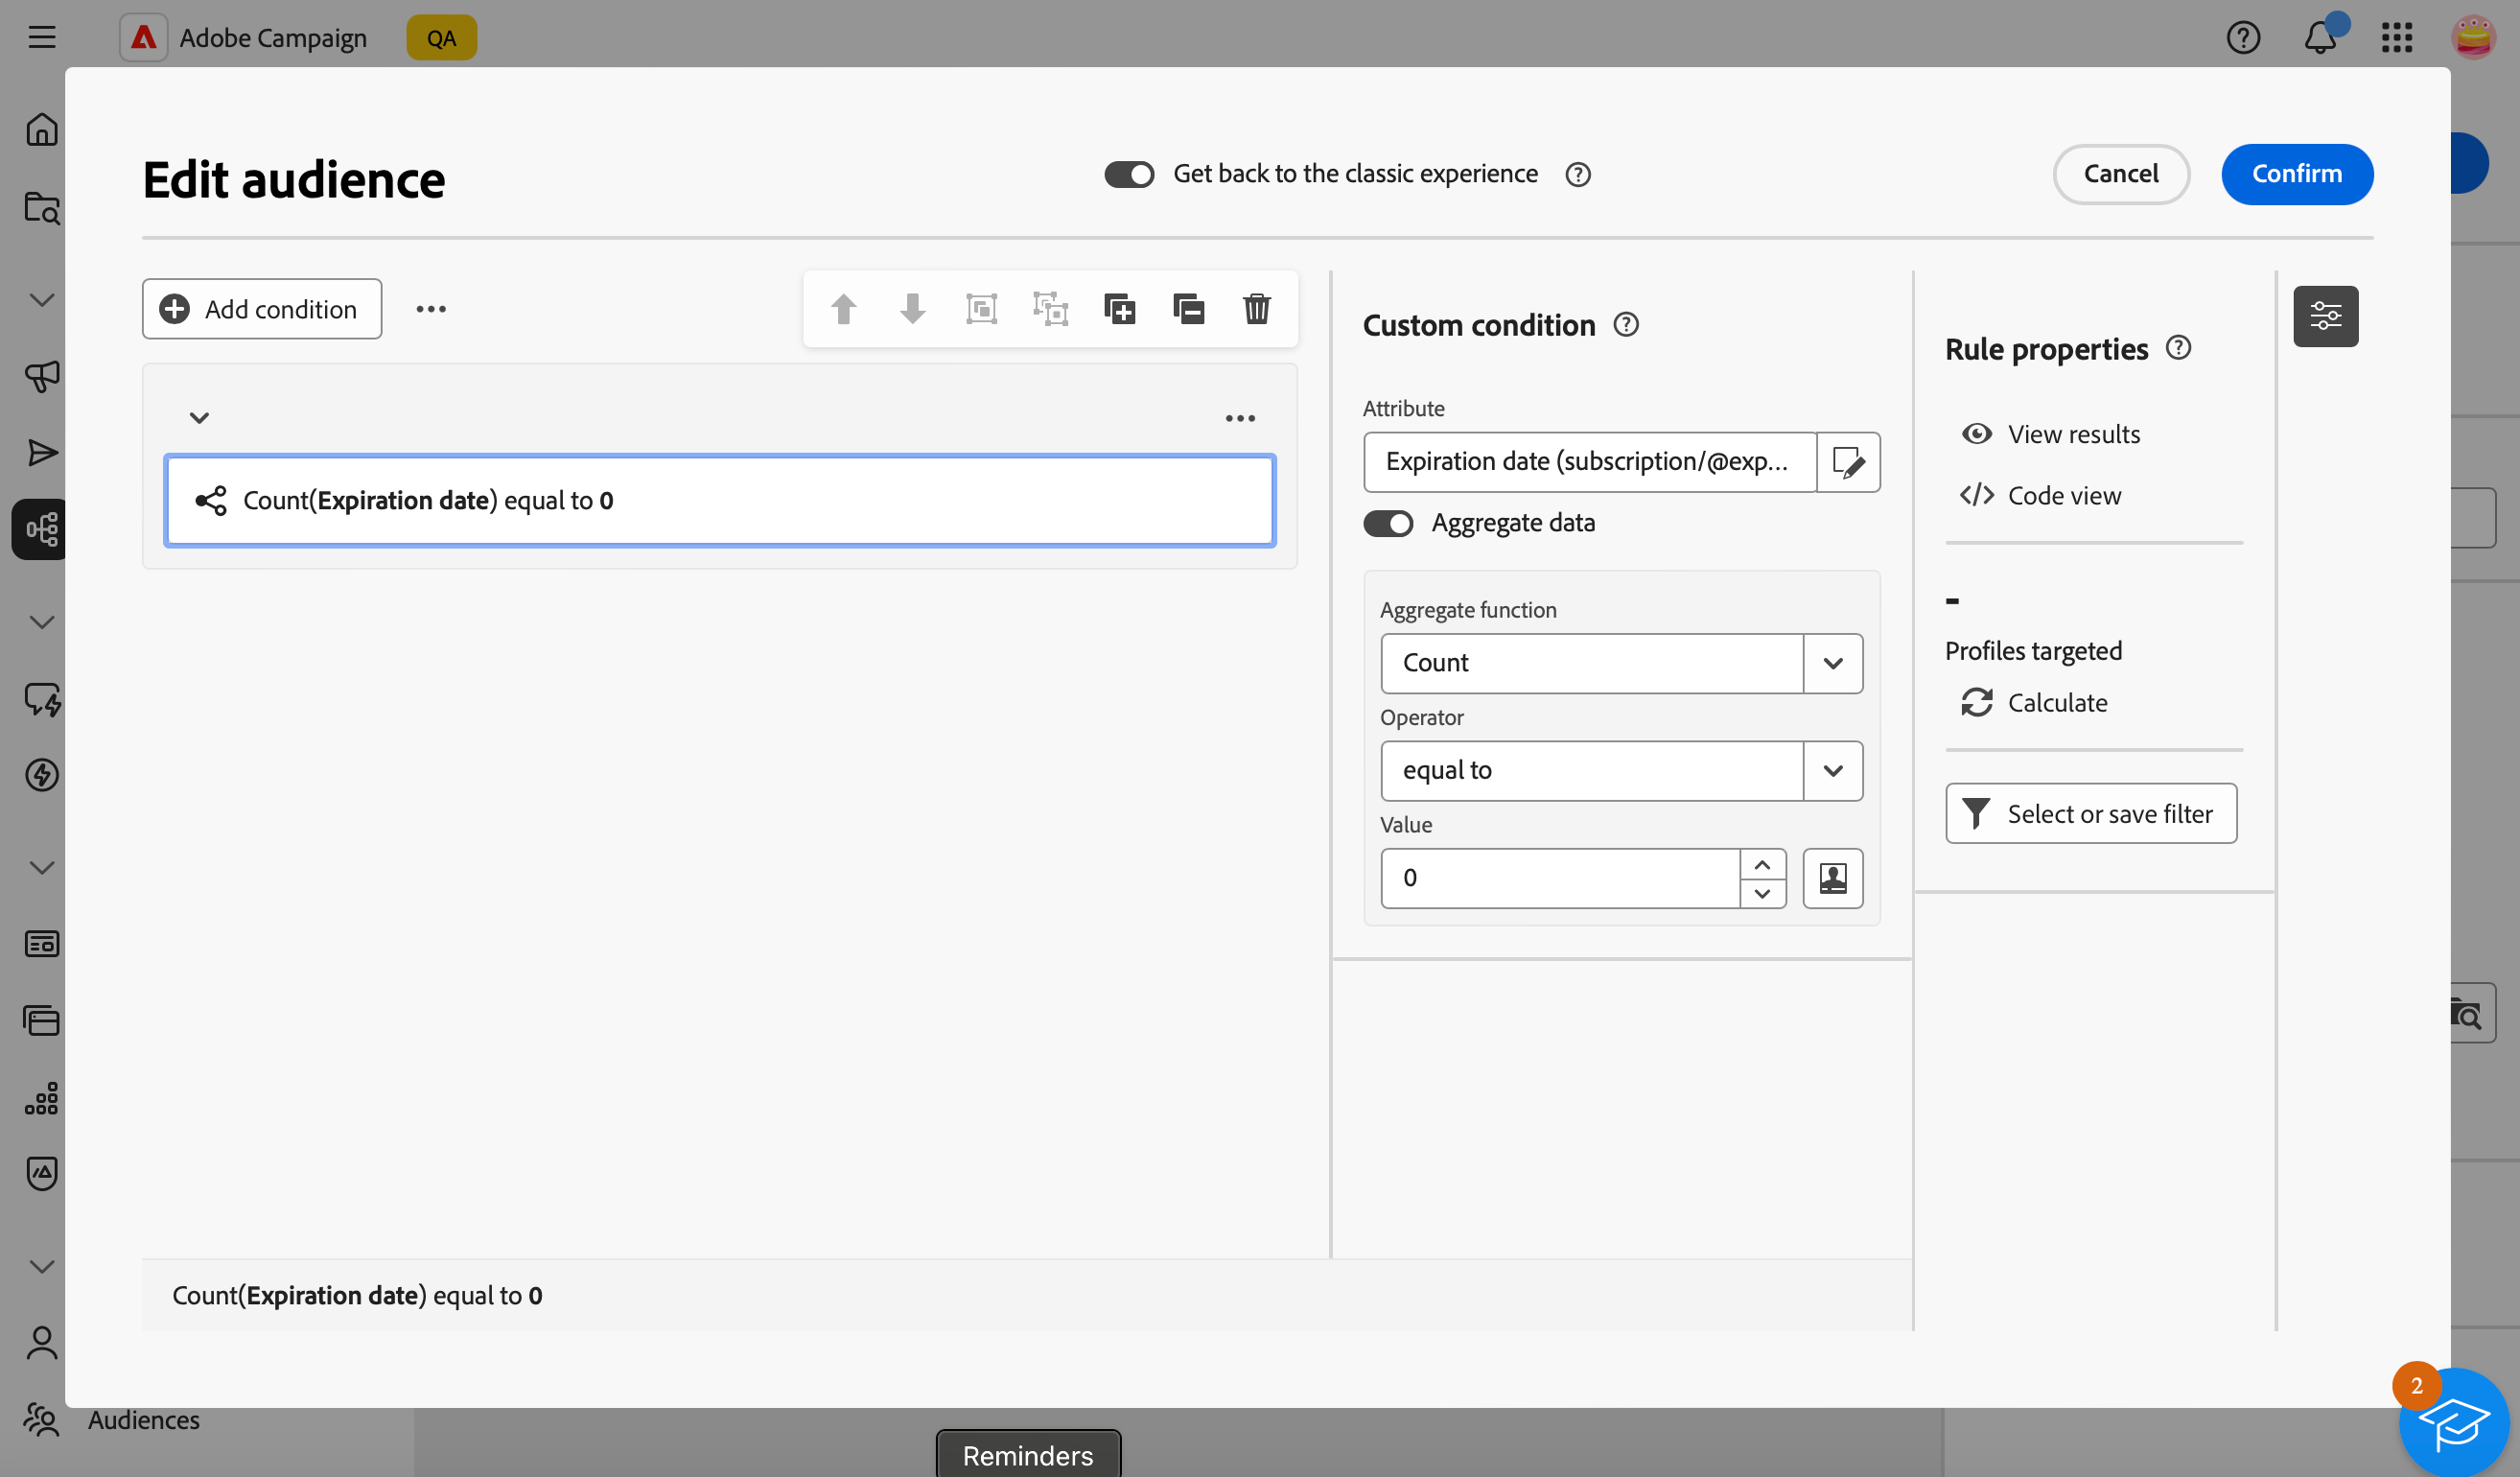 Adobe Campaign
QA
Edit audience
Get back to the classic experience
Cancel
Confirm
Add condition
Count(Expiration date) equal to 0
Custom condition
Attribute
Expiration date (subscription/@exp...
Aggregate data
Aggregate function
Count
Operator
equal to
Value
0
Rule properties
View results
Code view
-
Profiles targeted
Calculate
Select or save filter
Count(Expiration date) equal to 0
2
Audiences
Reminders